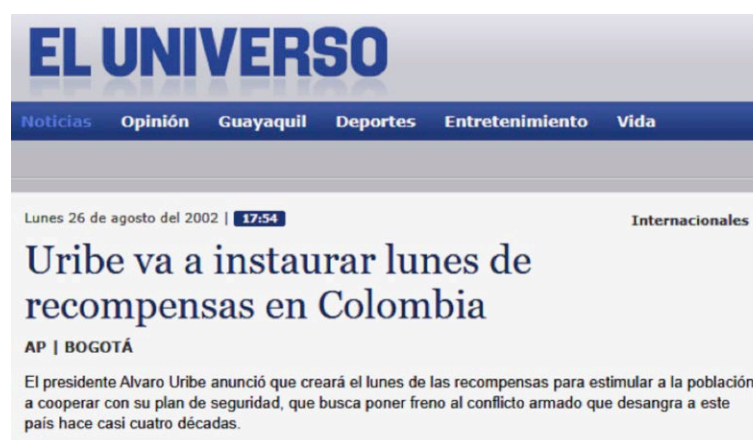 EL UNIVERSO
Noticias Opinión Guayaquil Deportes Entretenimiento Vida
Lunes 26 de agosto del 2002 | 17:54 Internacionales
Uribe va a instaurar lunes de
recompensas en Colombia
AP | BOGOTÁ
El presidente Alvaro Uribe anunció que creará el lunes de las recompensas para estimular a la población
a cooperar con su plan de seguridad, que busca poner freno al conflicto armado que desangra a este
país hace casi cuatro décadas.